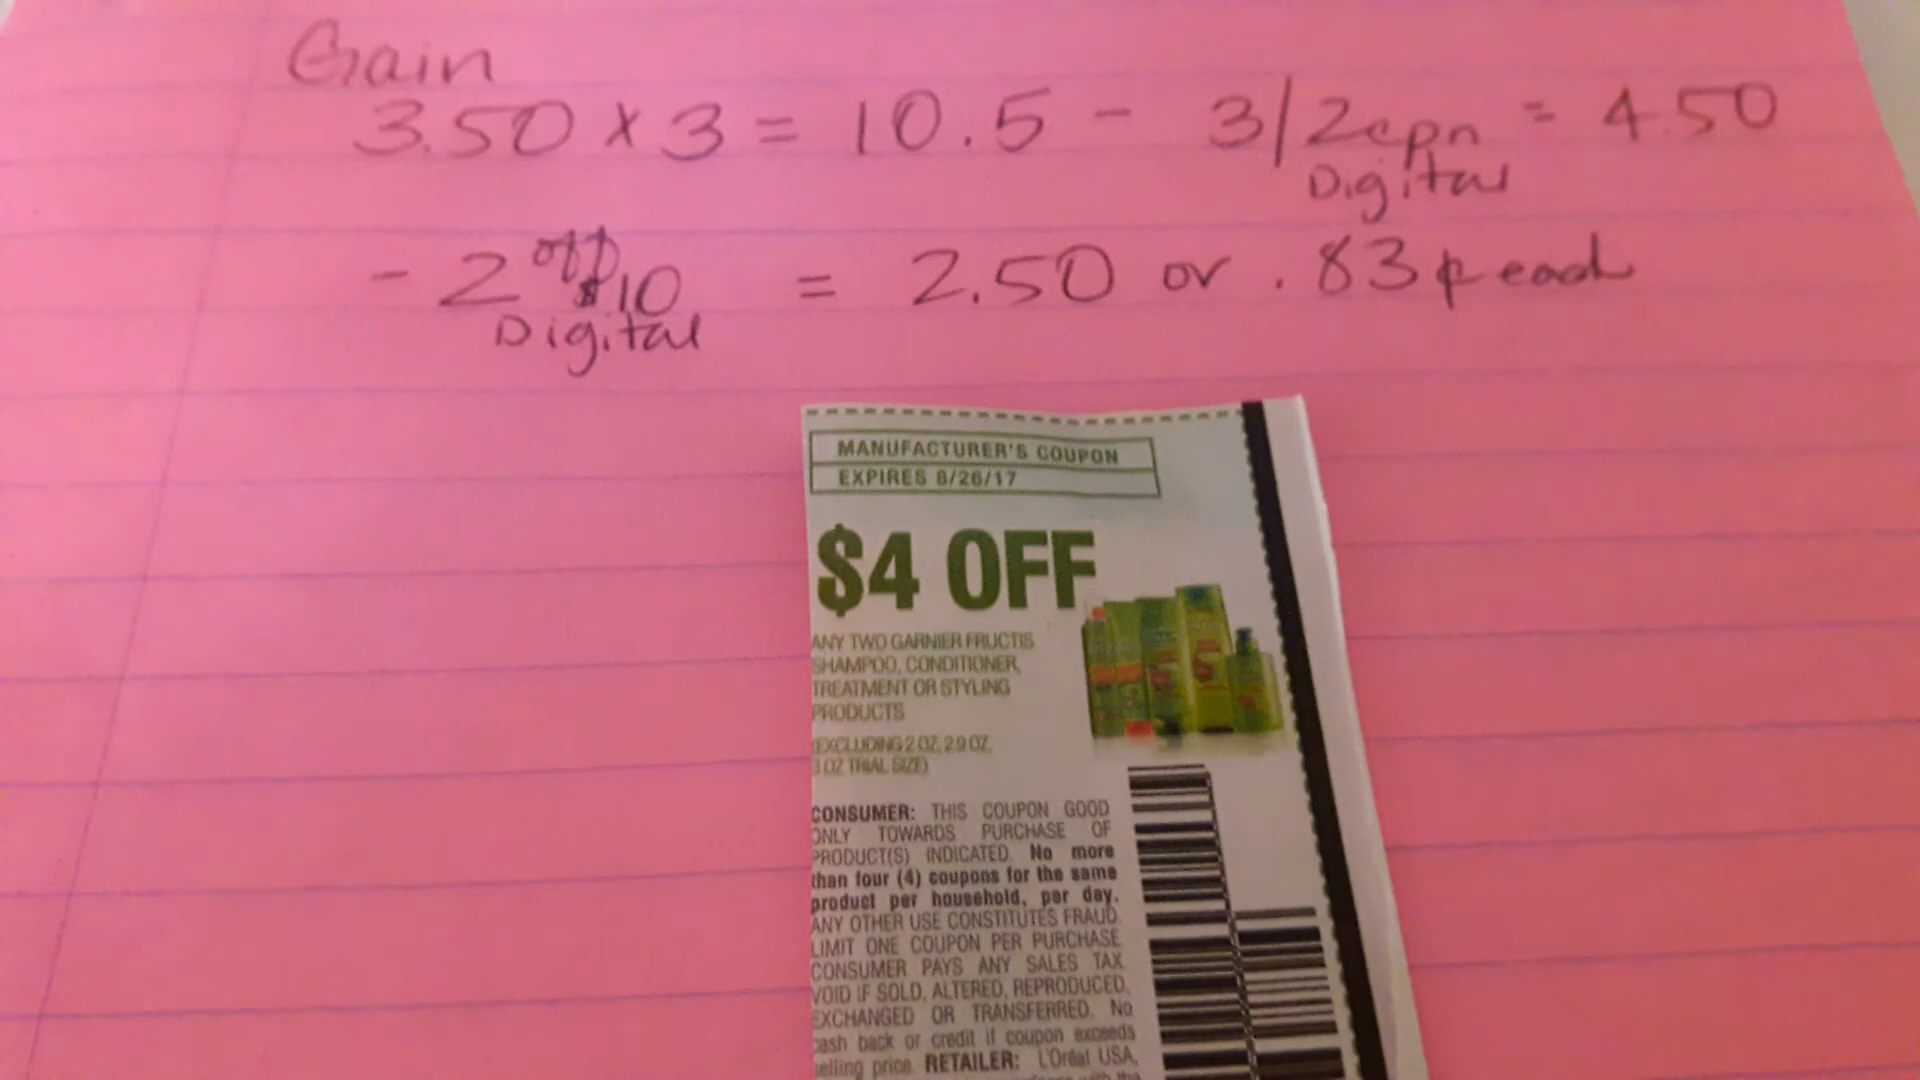 Gain
3.50 x 3 = 10.5 - 3/2cpn = 4.50
Digital
- 2 off $10 = 2.50 or .83¢ each
Digital
MANUFACTURER'S COUPON
EXPIRES 8/26/17
$4 OFF
ANY TWO GARNIER FRUCTIS
SHAMPOO, CONDITIONER,
TREATMENT OR STYLING
PRODUCTS
(EXCLUDING 2 OZ, 2.9 OZ,
3 OZ TRIAL SIZE)
CONSUMER: THIS COUPON GOOD
ONLY TOWARDS PURCHASE OF
PRODUCT(S) INDICATED. No more
than four (4) coupons for the same
product per household, per day.
ANY OTHER USE CONSTITUTES FRAUD.
LIMIT ONE COUPON PER PURCHASE.
CONSUMER PAYS ANY SALES TAX.
VOID IF SOLD, ALTERED, REPRODUCED,
EXCHANGED OR TRANSFERRED. No
cash back or credit if coupon exceeds
selling price. RETAILER: L'Oréal USA,
with the